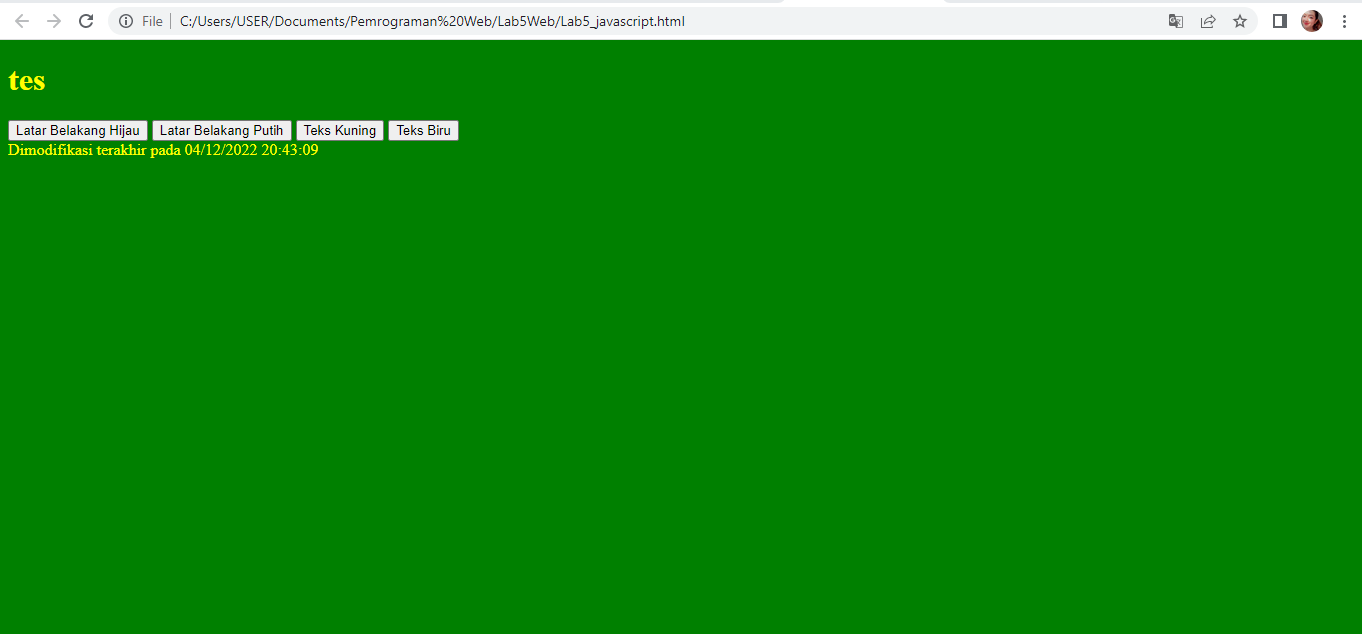 File C:/Users/USER/Documents/Pemrograman%20Web/Lab5Web/Lab5_javascript.html
tes
Latar Belakang Hijau Latar Belakang Putih Teks Kuning Teks Biru
Dimodifikasi terakhir pada 04/12/2022 20:43:09